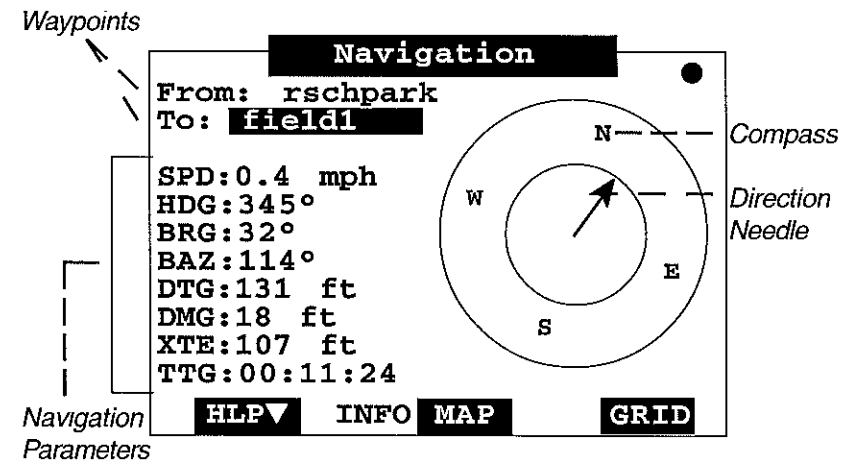 Waypoints
Navigation
From: rschpark
To: field1
N
Compass
SPD:0.4 mph
HDG:345°
BRG:32°
BAZ:114°
DTG:131 ft
DMG:18 ft
XTE:107 ft
TTG:00:11:24
W
Direction
Needle
E
S
Navigation
Parameters
HLP▼ INFO MAP GRID